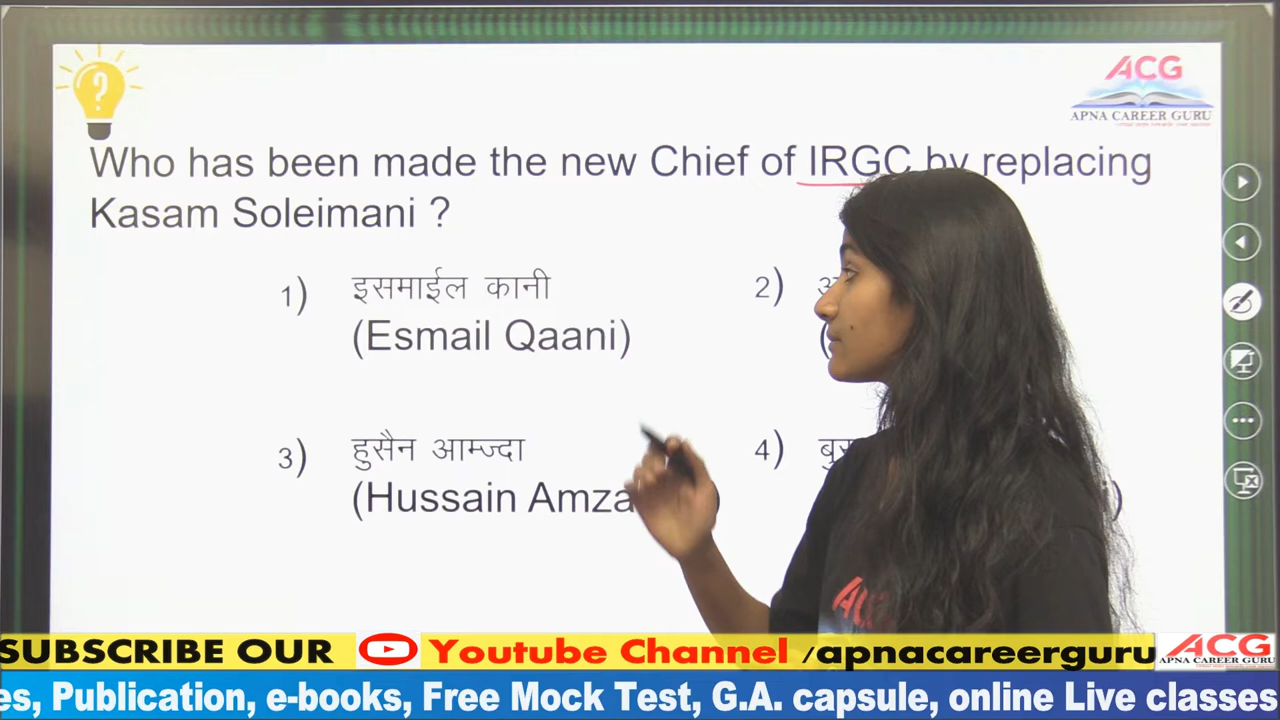 ?
ACG
APNA CAREER GURU
Who has been made the new Chief of IRGC by replacing
Kasam Soleimani ?
1) इसमाईल कानी
(Esmail Qaani)
2)
3) हुसैन आम्ज्दा
(Hussain
4)
SUBSCRIBE OUR Youtube Channel /apnacareerguru
ACG
APNA CAREER GURU
Publication, e-books, Free Mock Test, G.A. capsule, online Live classes